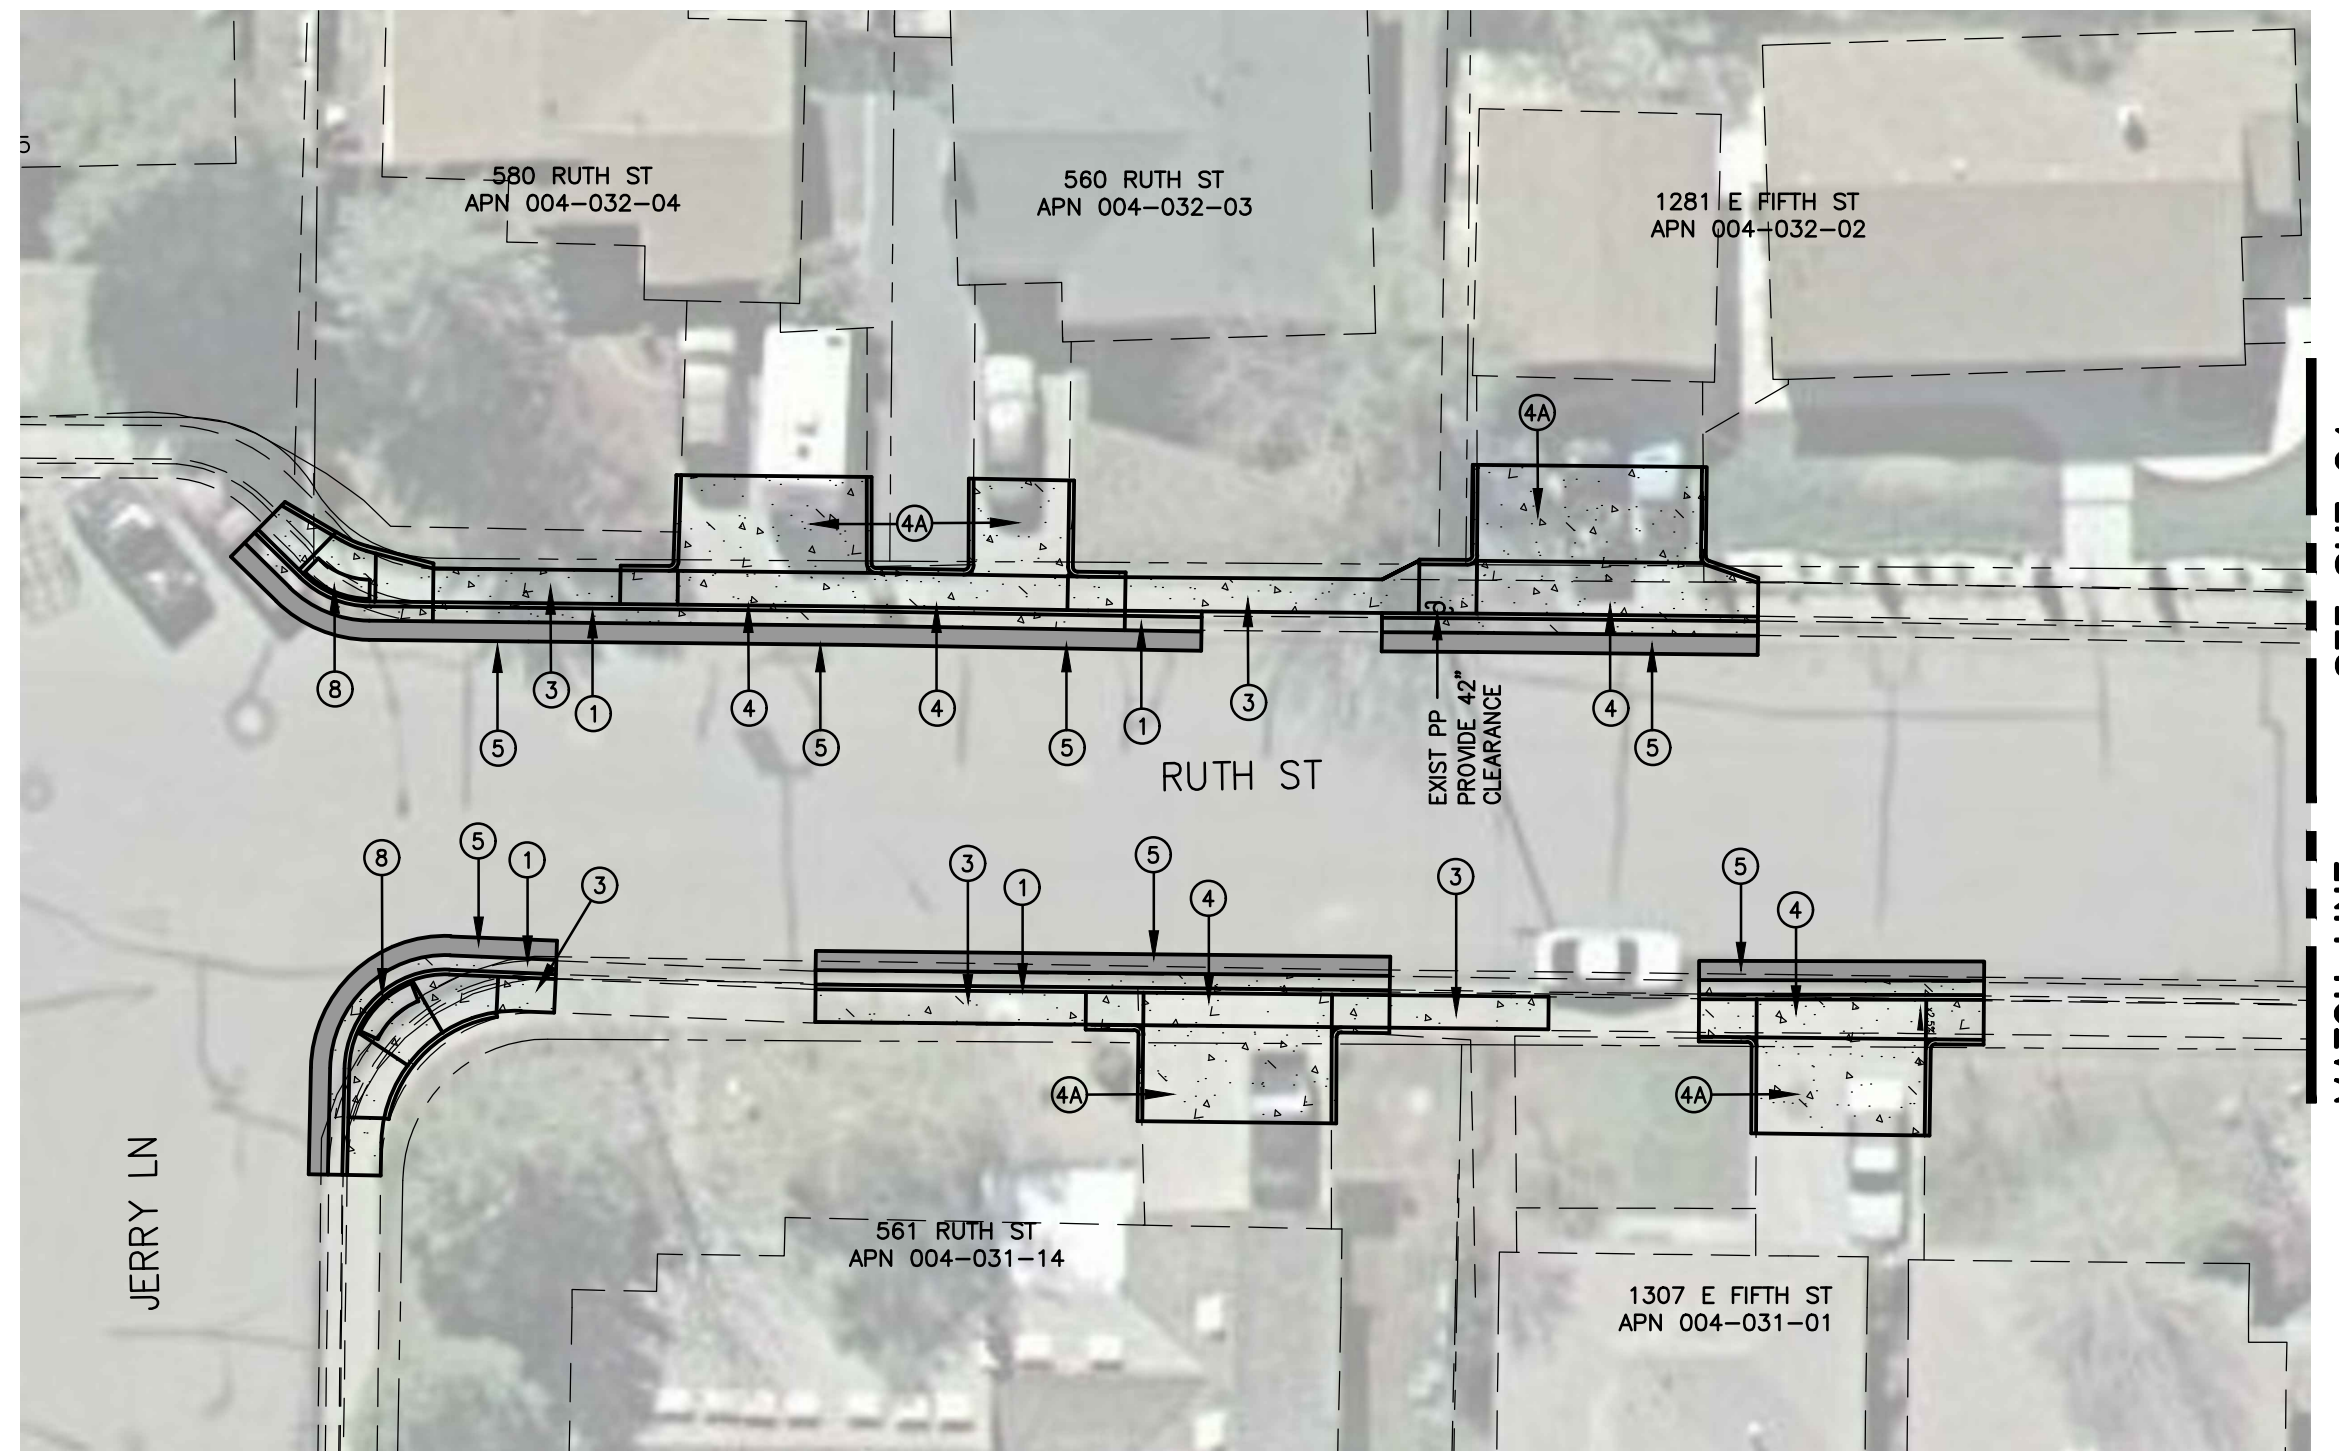 5
580 RUTH ST
APN 004-032-04
560 RUTH ST
APN 004-032-03
1281 E FIFTH ST
APN 004-032-02
4A
4A
8
3
1
4
4
1
3
4
5
5
5
5
EXIST PP
PROVIDE 42"
CLEARANCE
RUTH ST
8
5
1
3
3
1
5
4
3
5
4
4A
4A
JERRY LN
561 RUTH ST
APN 004-031-14
1307 E FIFTH ST
APN 004-031-01